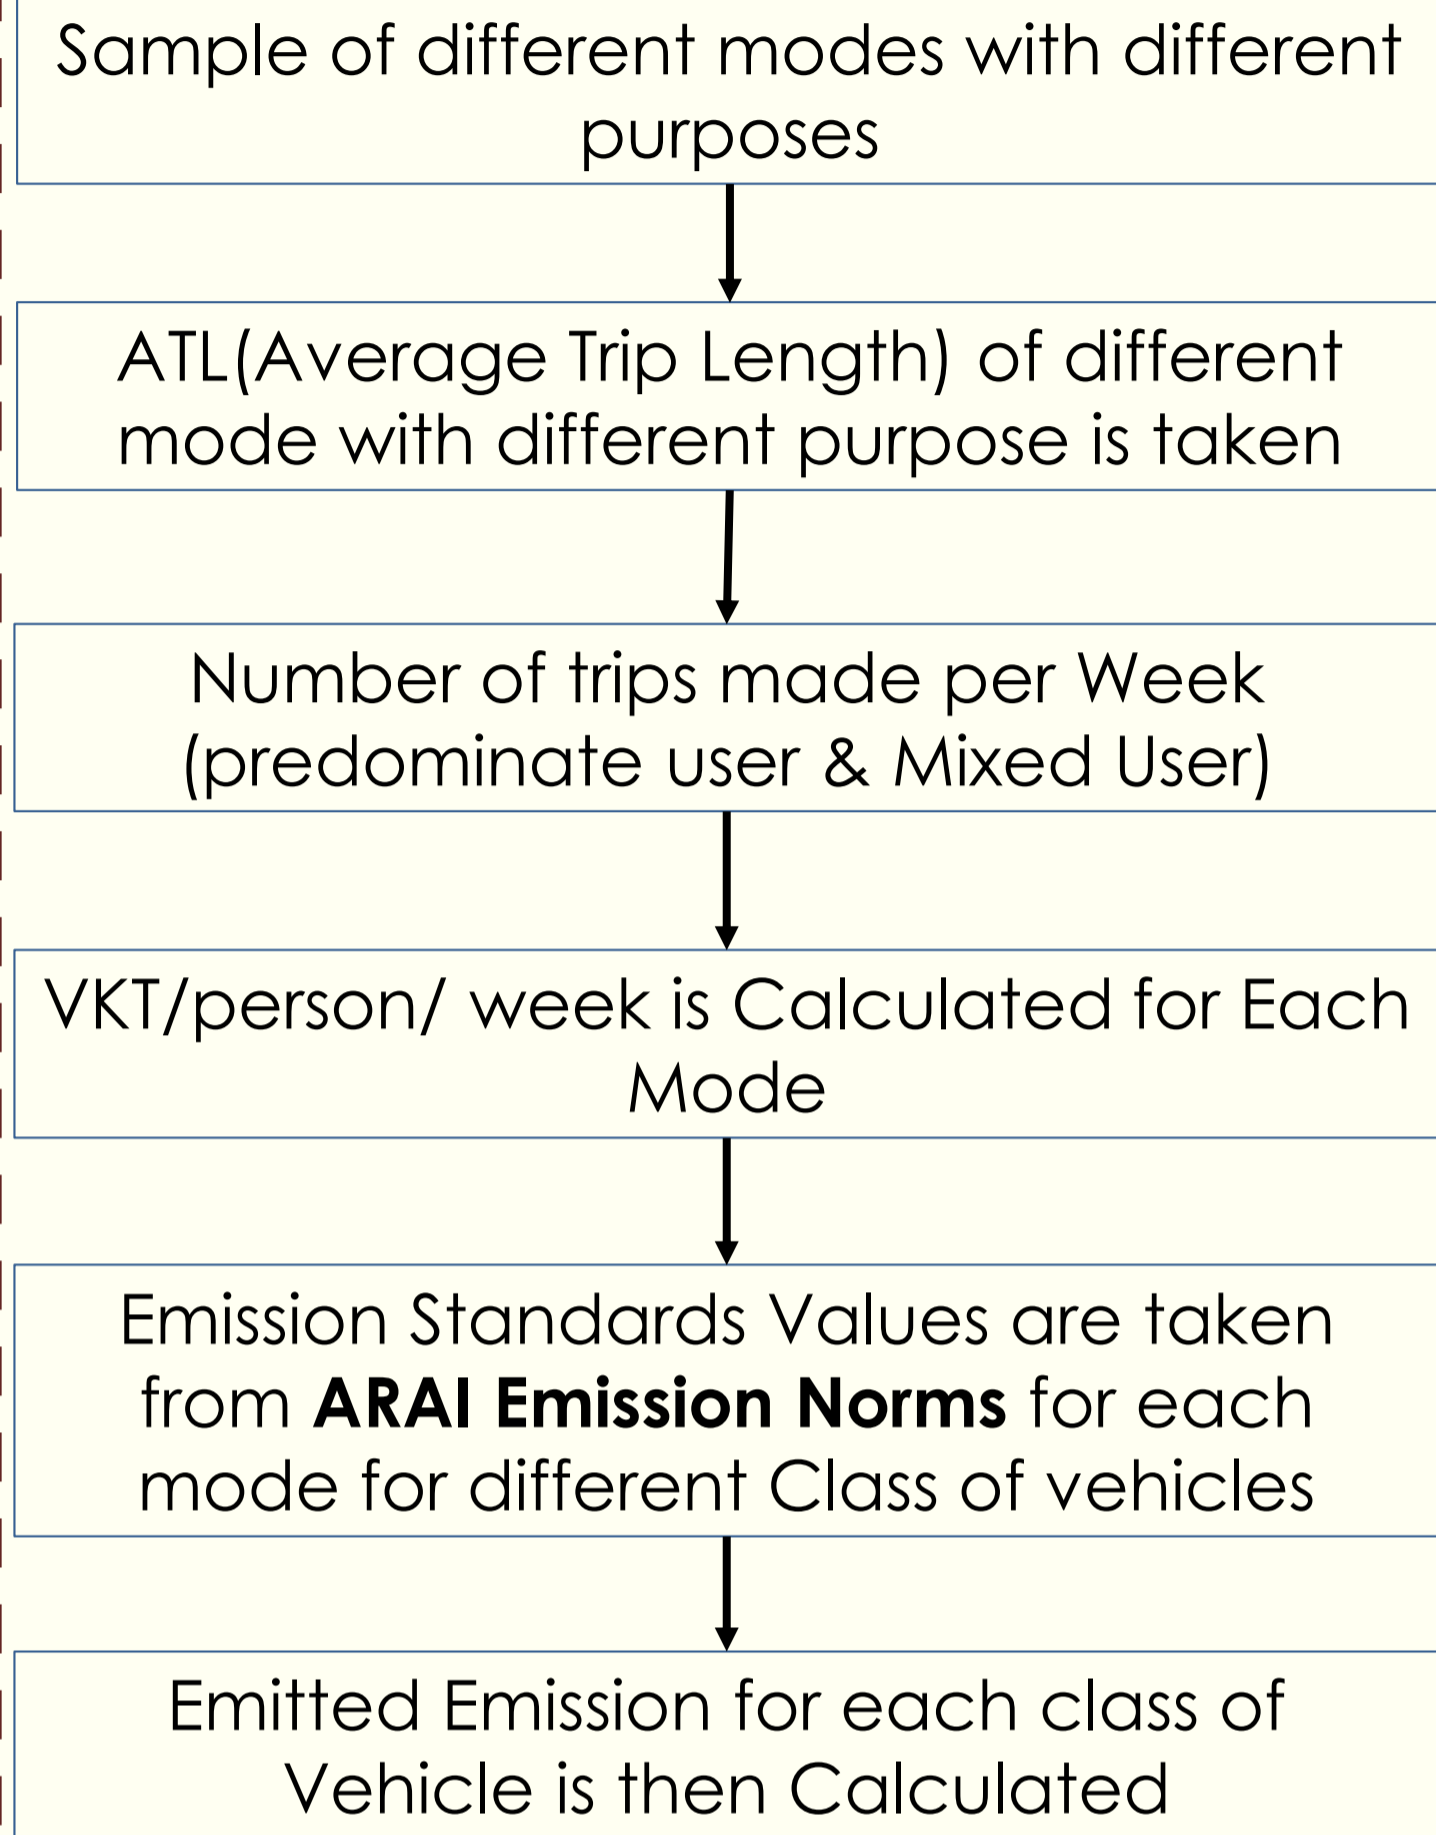 Sample of different modes with different
purposes
ATL(Average Trip Length) of different
mode with different purpose is taken
Number of trips made per Week
(predominate user & Mixed User)
VKT/person/ week is Calculated for Each
Mode
Emission Standards Values are taken
from ARAI Emission Norms for each
mode for different Class of vehicles
Emitted Emission for each class of
Vehicle is then Calculated